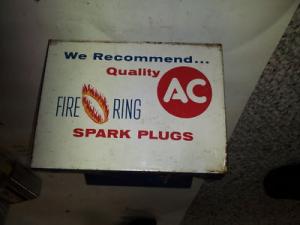 We Recommend...
Quality
AC
FIRE RING
SPARK PLUGS